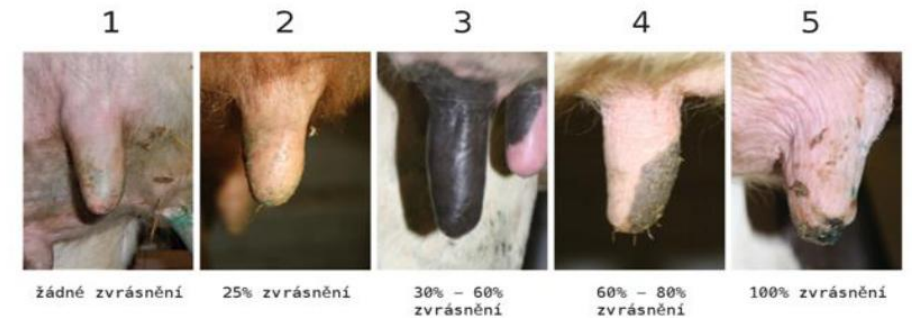 1 2 3 4 5
žádné zvrásnění 25% zvrásnění 30% – 60% 60% – 80% 100% zvrásnění
zvrásnění zvrásnění